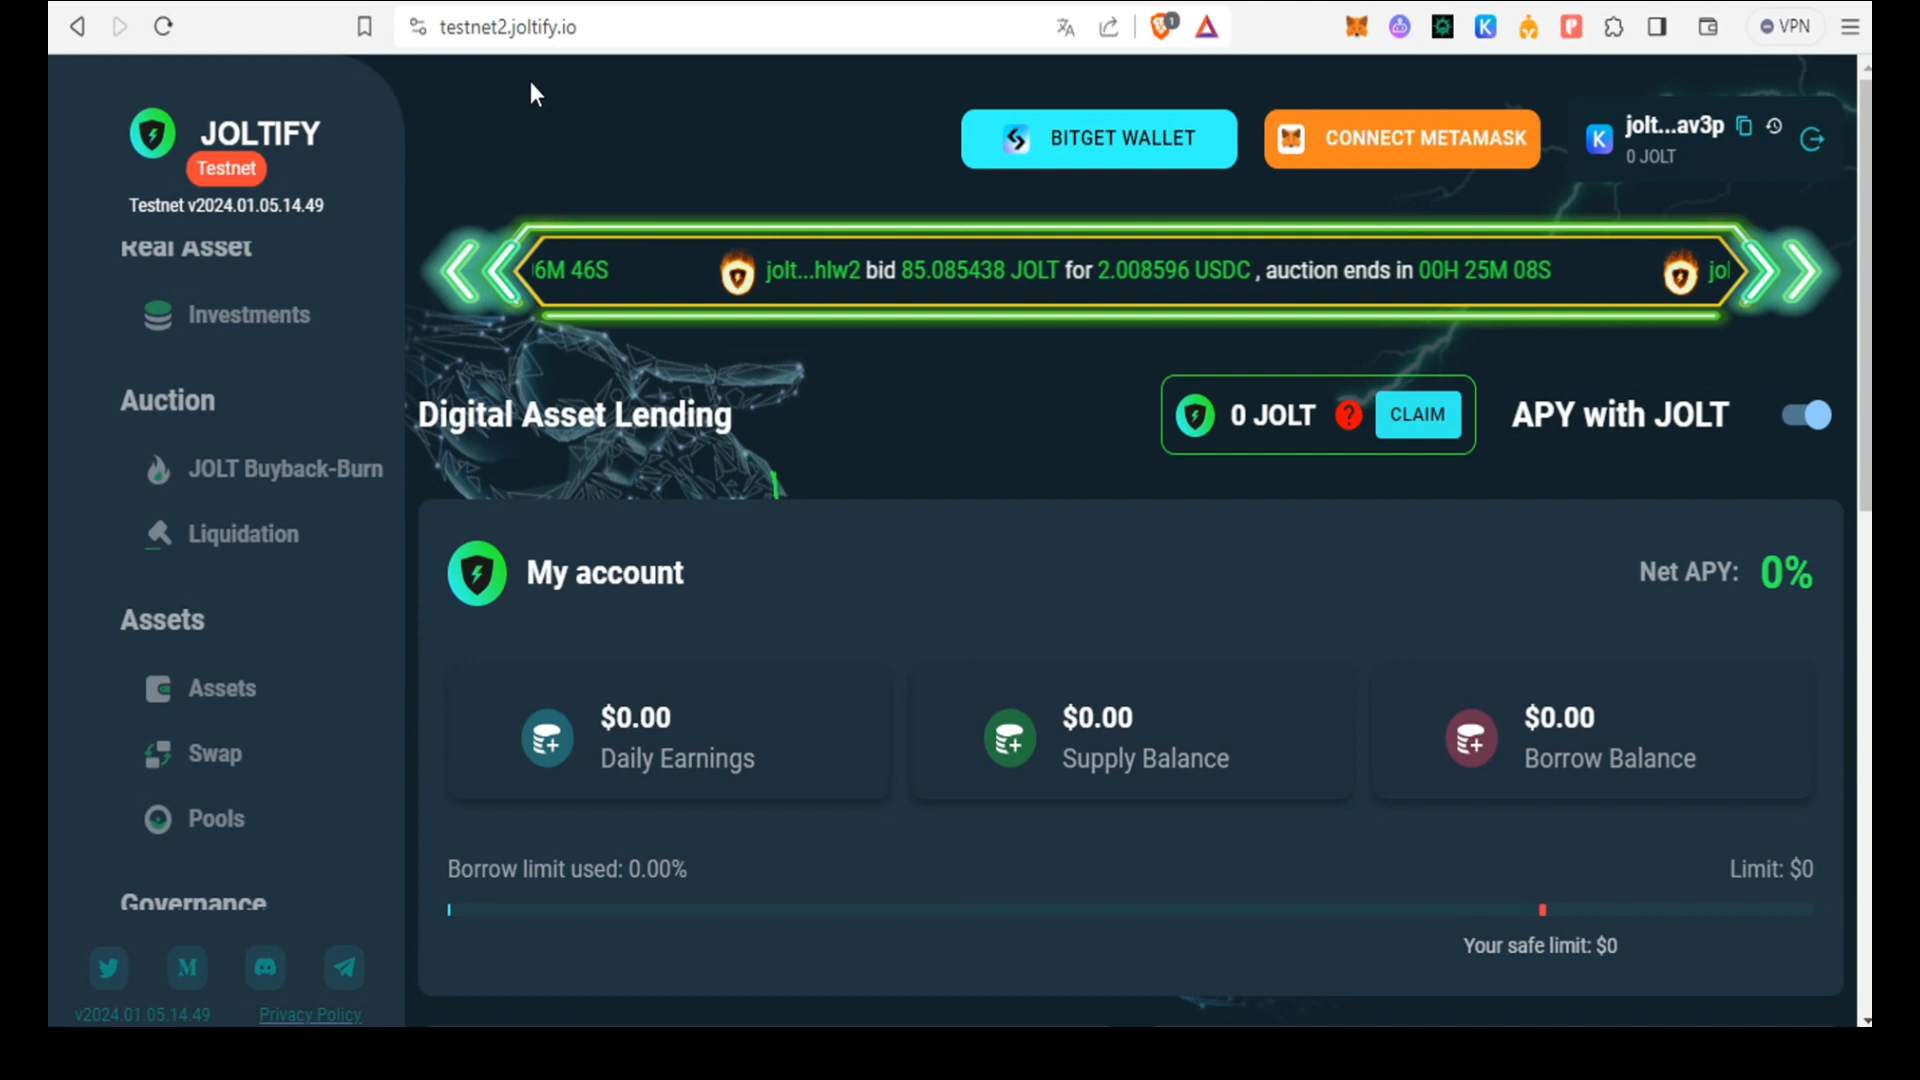 testnet2.joltify.io
1
VPN
JOLTIFY
Testnet
Testnet v2024.01.05.14.49
Real Asset
Investments
Auction
JOLT Buyback-Burn
Liquidation
Assets
Assets
Swap
Pools
Governance
v2024.01.05.14.49
Privacy Policy
BITGET WALLET
CONNECT METAMASK
K
jolt...av3p
0 JOLT
6M 46S
jolt...hlw2 bid 85.085438 JOLT for 2.008596 USDC , auction ends in 00H 25M 08S
jol
Digital Asset Lending
0 JOLT
?
CLAIM
APY with JOLT
My account
Net APY: 0%
$0.00
Daily Earnings
$0.00
Supply Balance
$0.00
Borrow Balance
Borrow limit used: 0.00%
Limit: $0
Your safe limit: $0